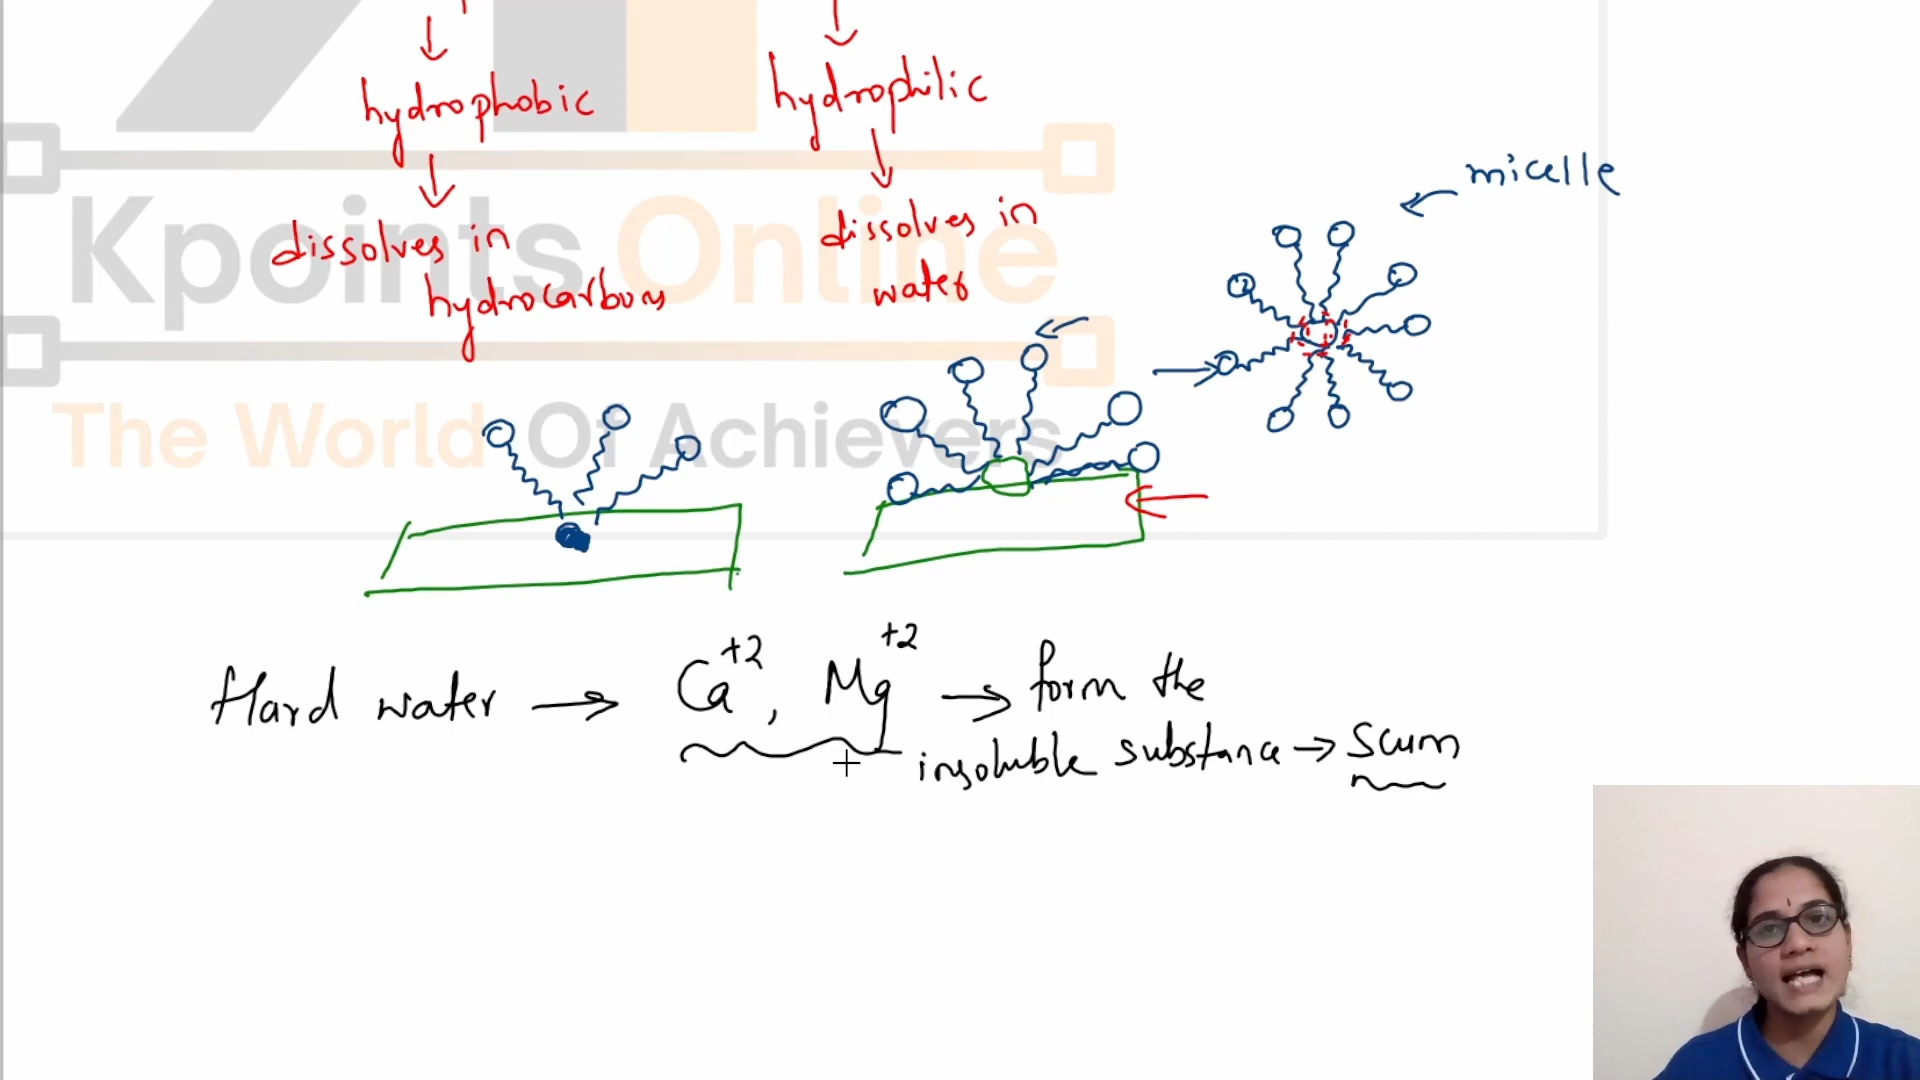 hydrophobic
hydrophilic
dissolves in
hydrocarbons
dissolves in
water
micelle
Kpoints Online
The World Of Achievers
Hard water → Ca+2, Mg+2 → form the
insoluble substance → scum